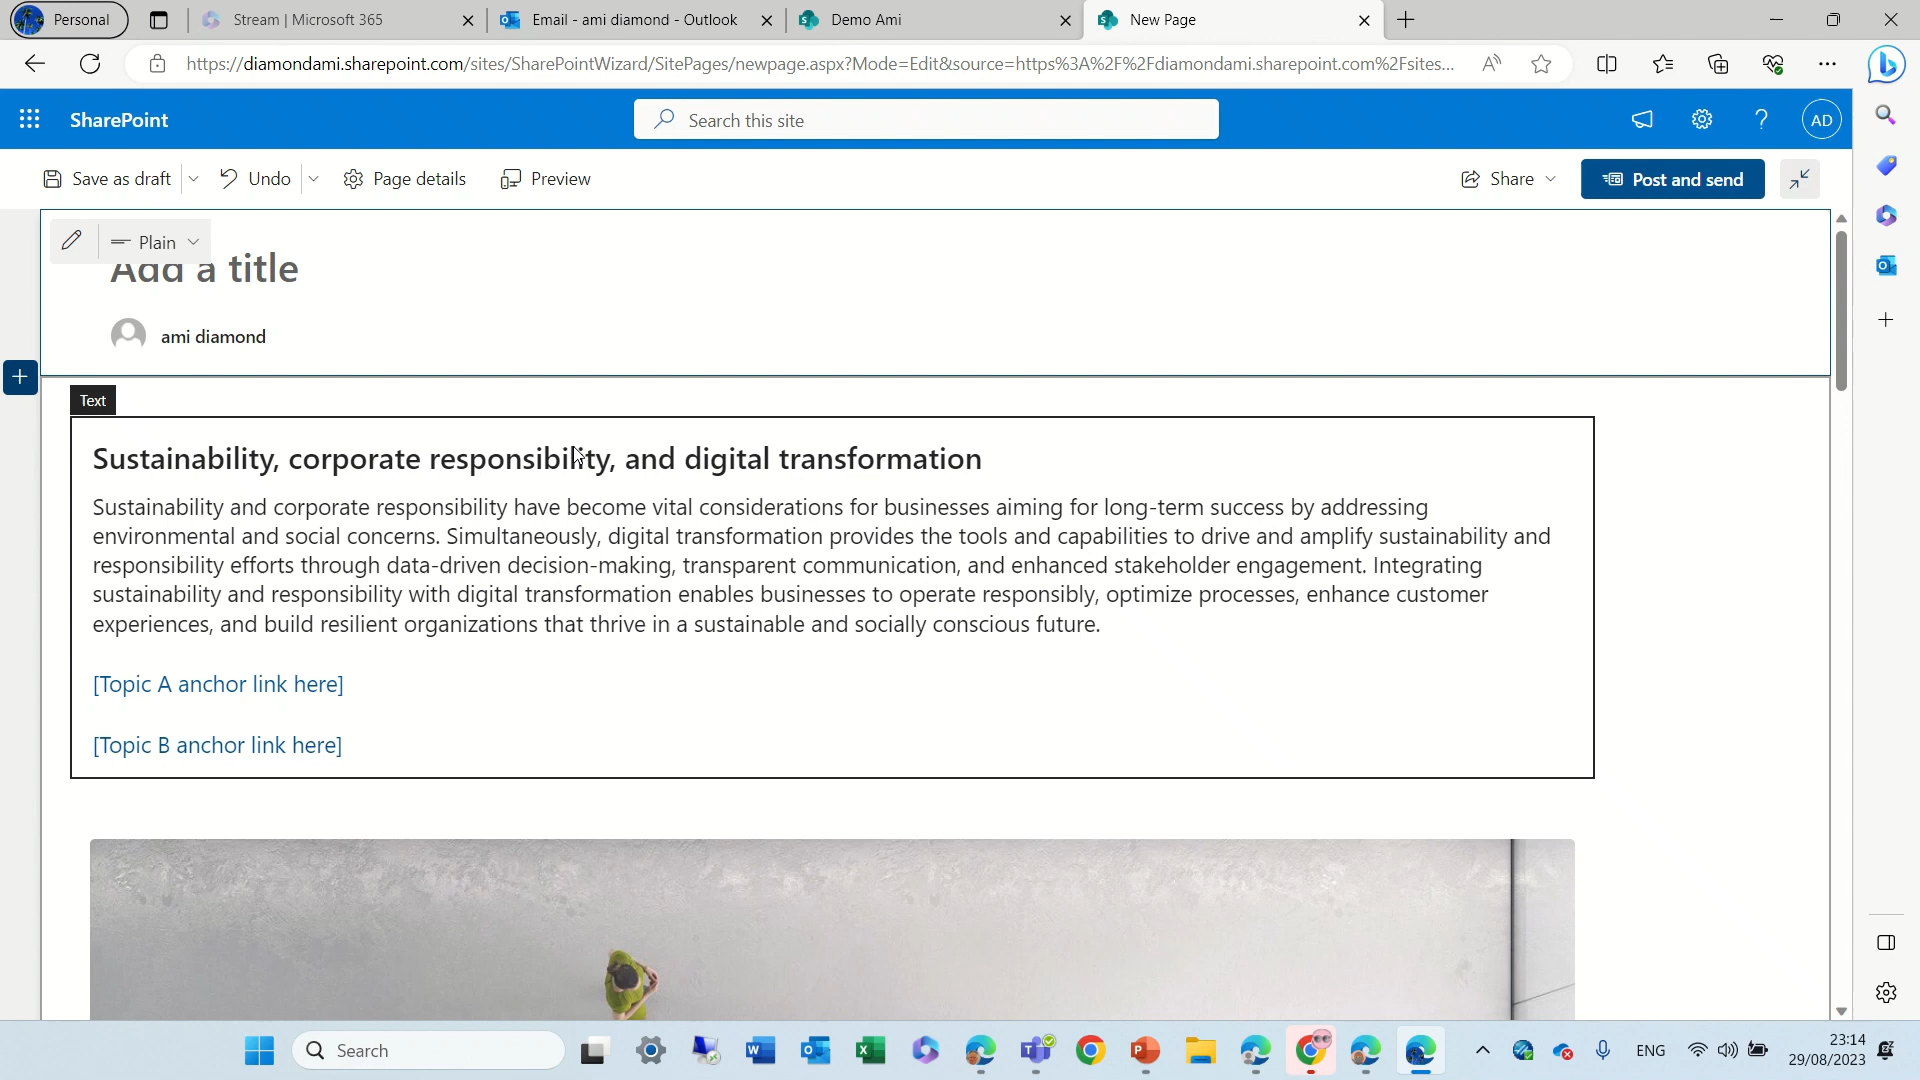 Personal
Stream | Microsoft 365
Email - ami diamond - Outlook
Demo Ami
New Page
https://diamondami.sharepoint.com/sites/SharePointWizard/SitePages/newpage.aspx?Mode=Edit&source=https%3A%2F%2Fdiamondami.sharepoint.com%2Fsites...
SharePoint
Search this site
AD
Save as draft
Undo
Page details
Preview
Share
Post and send
Plain
Add a title
ami diamond
Text
Sustainability, corporate responsibility, and digital transformation
Sustainability and corporate responsibility have become vital considerations for businesses aiming for long-term success by addressing
environmental and social concerns. Simultaneously, digital transformation provides the tools and capabilities to drive and amplify sustainability and
responsibility efforts through data-driven decision-making, transparent communication, and enhanced stakeholder engagement. Integrating
sustainability and responsibility with digital transformation enables businesses to operate responsibly, optimize processes, enhance customer
experiences, and build resilient organizations that thrive in a sustainable and socially conscious future.
[Topic A anchor link here]
[Topic B anchor link here]
Search
ENG
23:14
29/08/2023